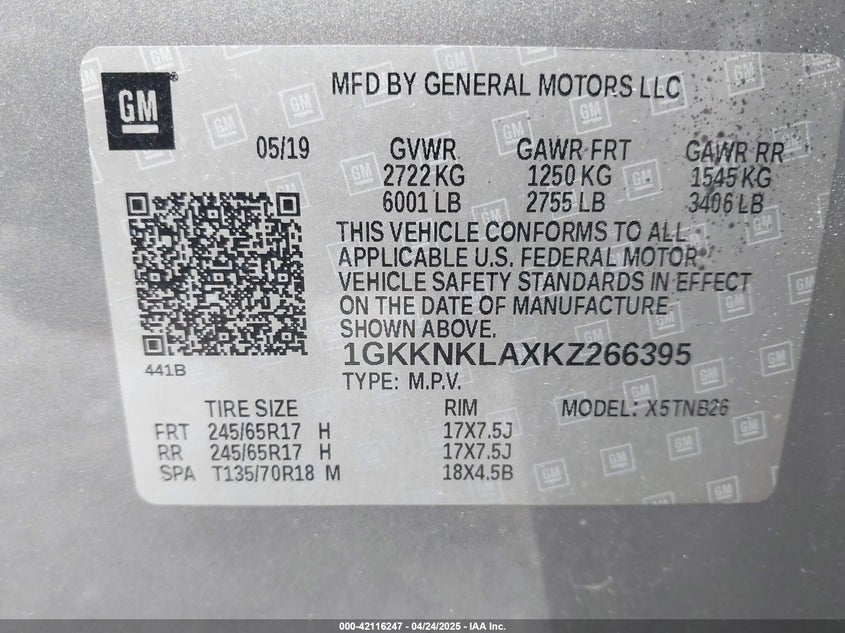 GM
MFD BY GENERAL MOTORS LLC
05/19 GVWR GAWR FRT GAWR RR
2722 KG 1250 KG 1545 KG
6001 LB 2755 LB 3406 LB
THIS VEHICLE CONFORMS TO ALL
APPLICABLE U.S. FEDERAL MOTOR
VEHICLE SAFETY STANDARDS IN EFFECT
ON THE DATE OF MANUFACTURE
SHOWN ABOVE.
1GKKNKLAXKZ266395
441B
TYPE: M.P.V.
TIRE SIZE RIM MODEL: X5TNB26
FRT 245/65R17 H 17X7.5J
RR 245/65R17 H 17X7.5J
SPA T135/70R18 M 18X4.5B
000-42116247 - 04/24/2025 - IAA Inc.